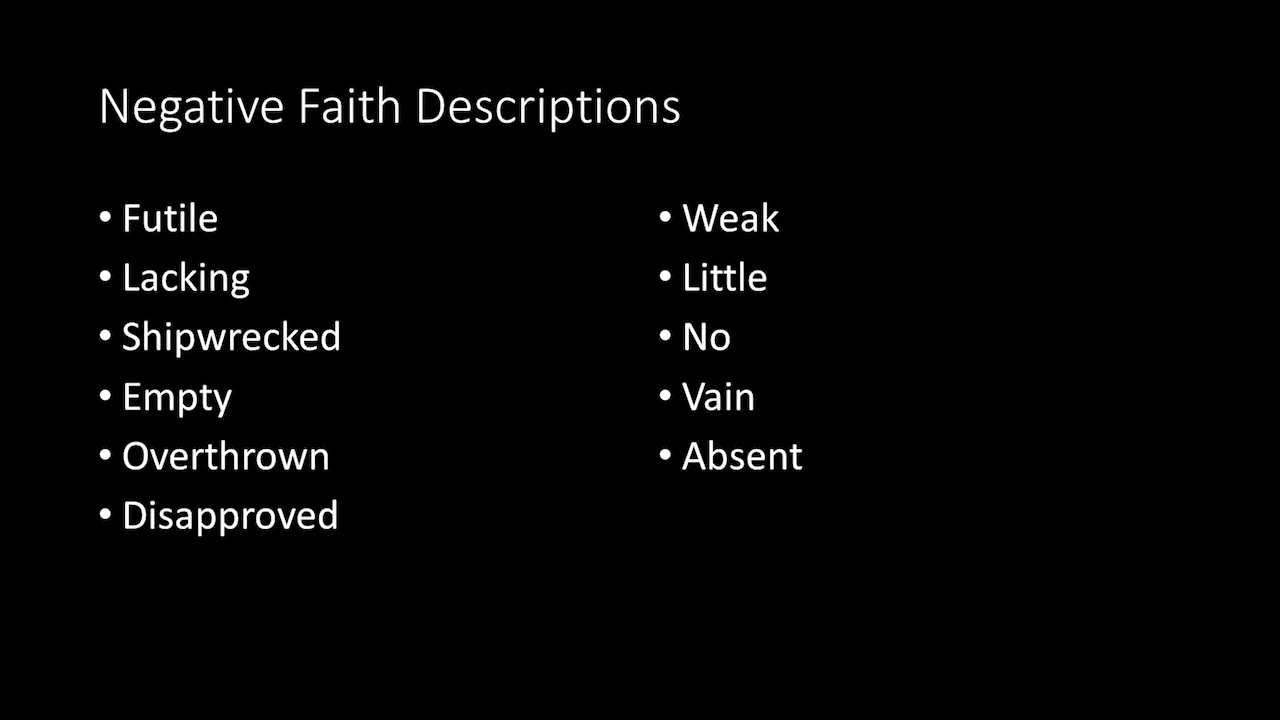 Negative Faith Descriptions
• Futile
• Lacking
• Shipwrecked
• Empty
• Overthrown
• Disapproved
• Weak
• Little
• No
• Vain
• Absent